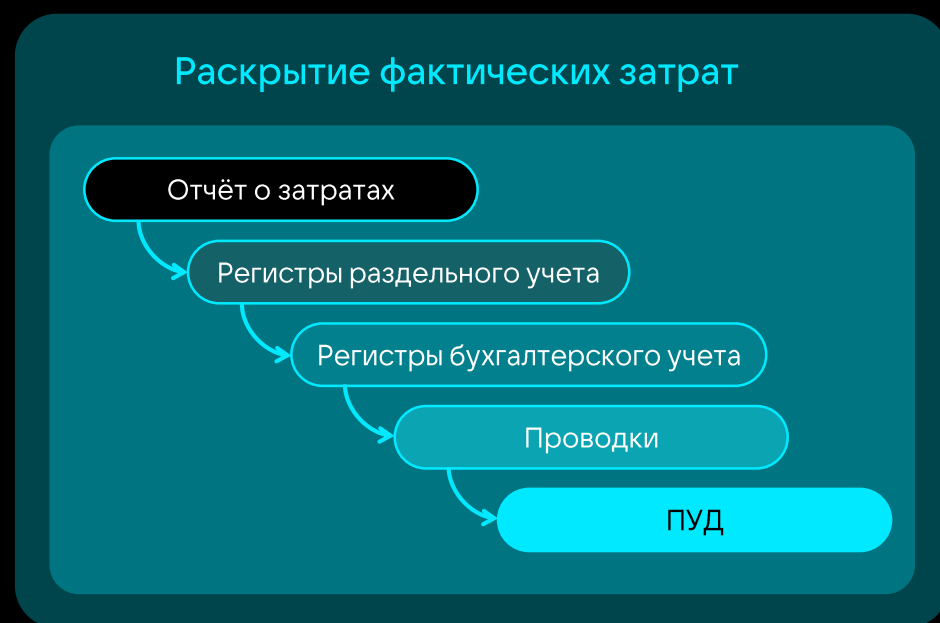 Раскрытие фактических затрат
Отчёт о затратах
Регистры раздельного учета
Регистры бухгалтерского учета
Проводки
ПУД